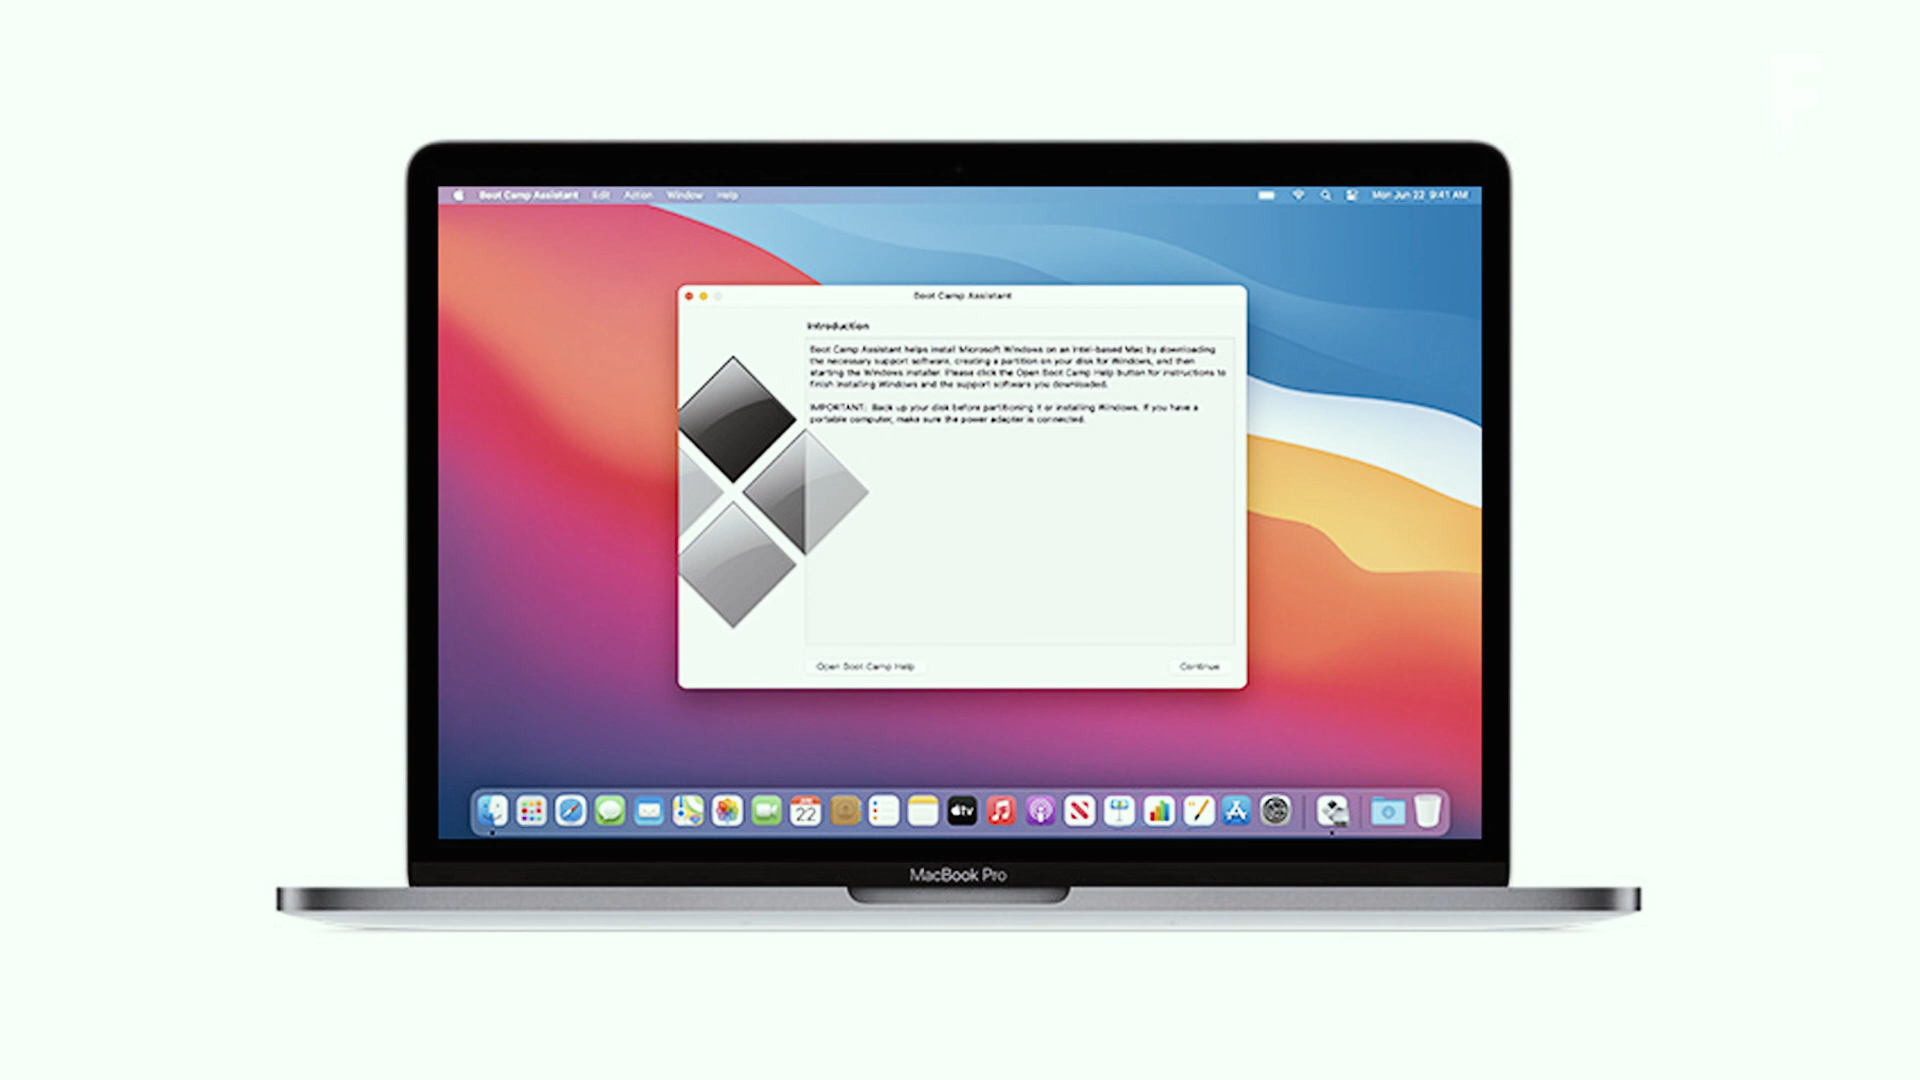 Boot Camp Assistant Edit Action Window Help
Mon Jun 22 9:41 AM
Boot Camp Assistant
Introduction
Boot Camp Assistant helps install Microsoft Windows on an Intel-based Mac by downloading
the necessary support software, creating a partition on your disk for Windows, and then
starting the Windows installer. Please click the Open Boot Camp Help button for instructions to
finish installing Windows and the support software you downloaded.
IMPORTANT: Back up your disk before partitioning it or installing Windows. If you have a
portable computer, make sure the power adapter is connected.
Open Boot Camp Help
Continue
22
tv
MacBook Pro
F